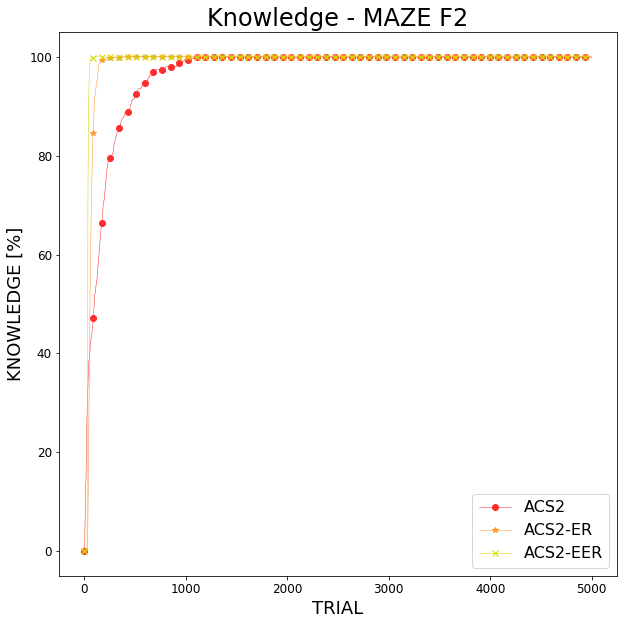 Knowledge - MAZE F2
KNOWLEDGE [%]
100
80
60
40
20
0
ACS2
ACS2-ER
ACS2-EER
0 1000 2000 3000 4000 5000
TRIAL